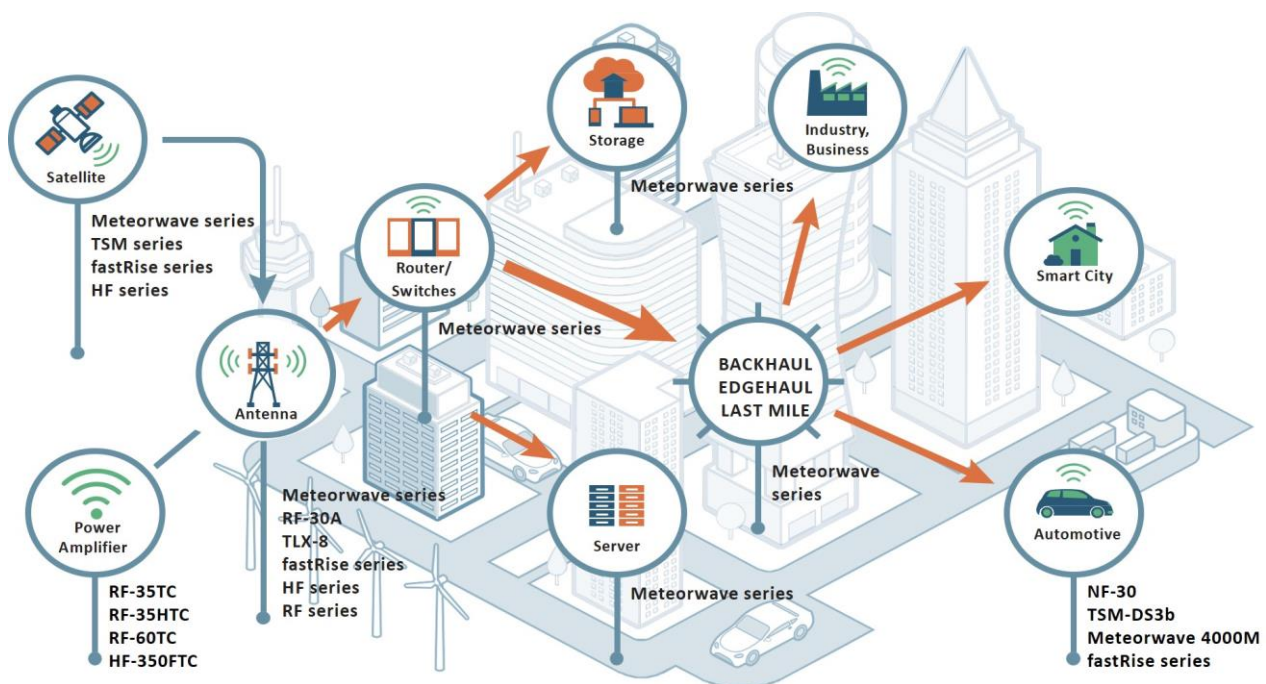 Satellite
Meteorwave series
TSM series
fastRise series
HF series
Storage
Meteorwave series
Industry,
Business
Router/
Switches
Meteorwave series
Smart City
Antenna
Meteorwave series
RF-30A
TLX-8
fastRise series
HF series
RF series
BACKHAUL
EDGEHAUL
LAST MILE
Meteorwave
series
Power
Amplifier
RF-35TC
RF-35HTC
RF-60TC
HF-350FTC
Server
Meteorwave series
Automotive
NF-30
TSM-DS3b
Meteorwave 4000M
fastRise series